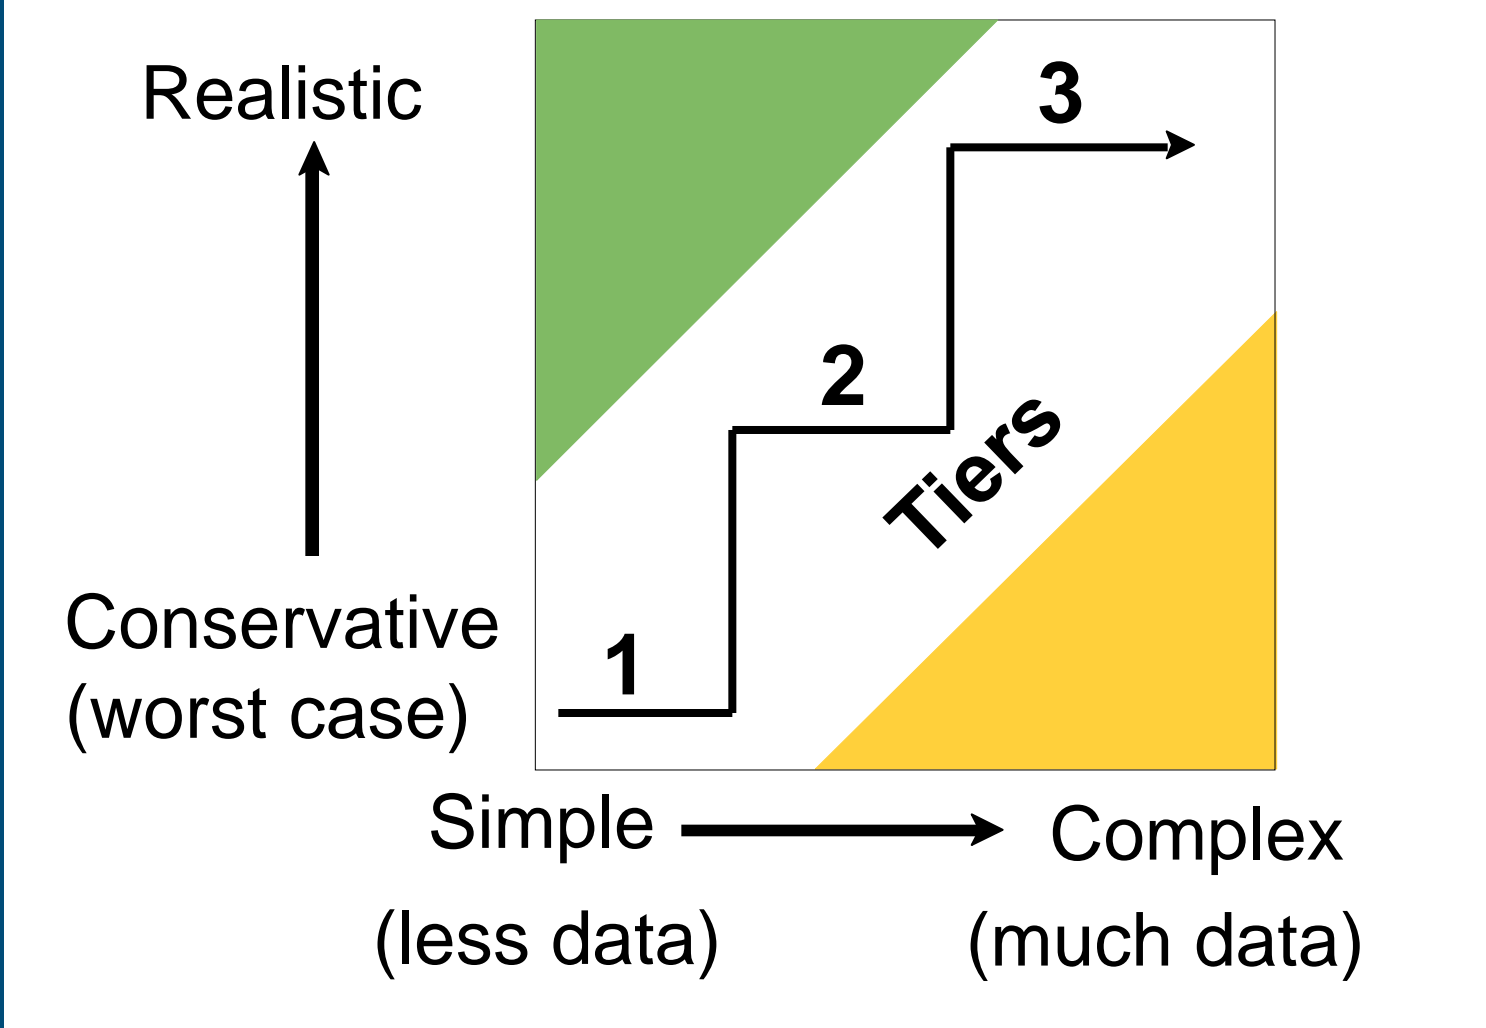 Realistic
3
2
Tiers
Conservative
(worst case)
1
Simple
Complex
(less data)
(much data)